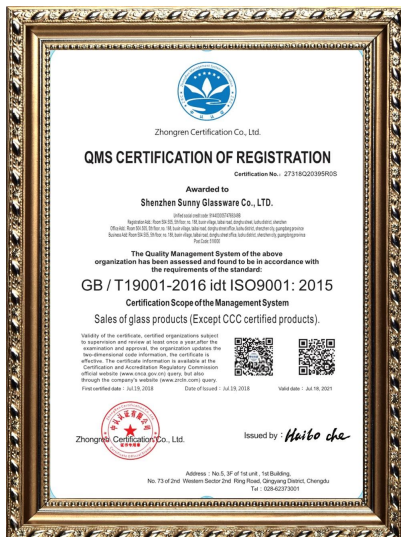 Zhongren Certification Co., Ltd.
QMS CERTIFICATION OF REGISTRATION
Certification No.: 27318Q20395R0S
Awarded to
Shenzhen Sunny Glassware Co., LTD.
Post Code: 518000
The Quality Management System of the above
organization has been assessed and found to be in accordance with
the requirements of the standard:
GB / T19001-2016 idt ISO9001: 2015
Certification Scope of the Management System
Sales of glass products (Except CCC certified products).
Validity of the certificate, certified organizations subject
to supervision and review at least once a year,after the
examination and approval, the organization updates the
two-dimensional code information, the certificate is
effective. The certificate information is available at the
Certification and Accreditation Regulatory Commission
official website (www.cnca.gov.cn) query, but also
through the company's website (www.zrcln.com) query.
First certified date : Jul.19, 2018
Date of Issued : Jul.19, 2018
Valid date : Jul.18, 2021
Zhongren Certification Co., Ltd.
Issued by : Haibo che
Address : No.5, 3F of 1st unit , 1st Building,
No. 73 of 2nd Western Sector 2nd Ring Road, Qingyang District, Chengdu
Tel : 028-62373001